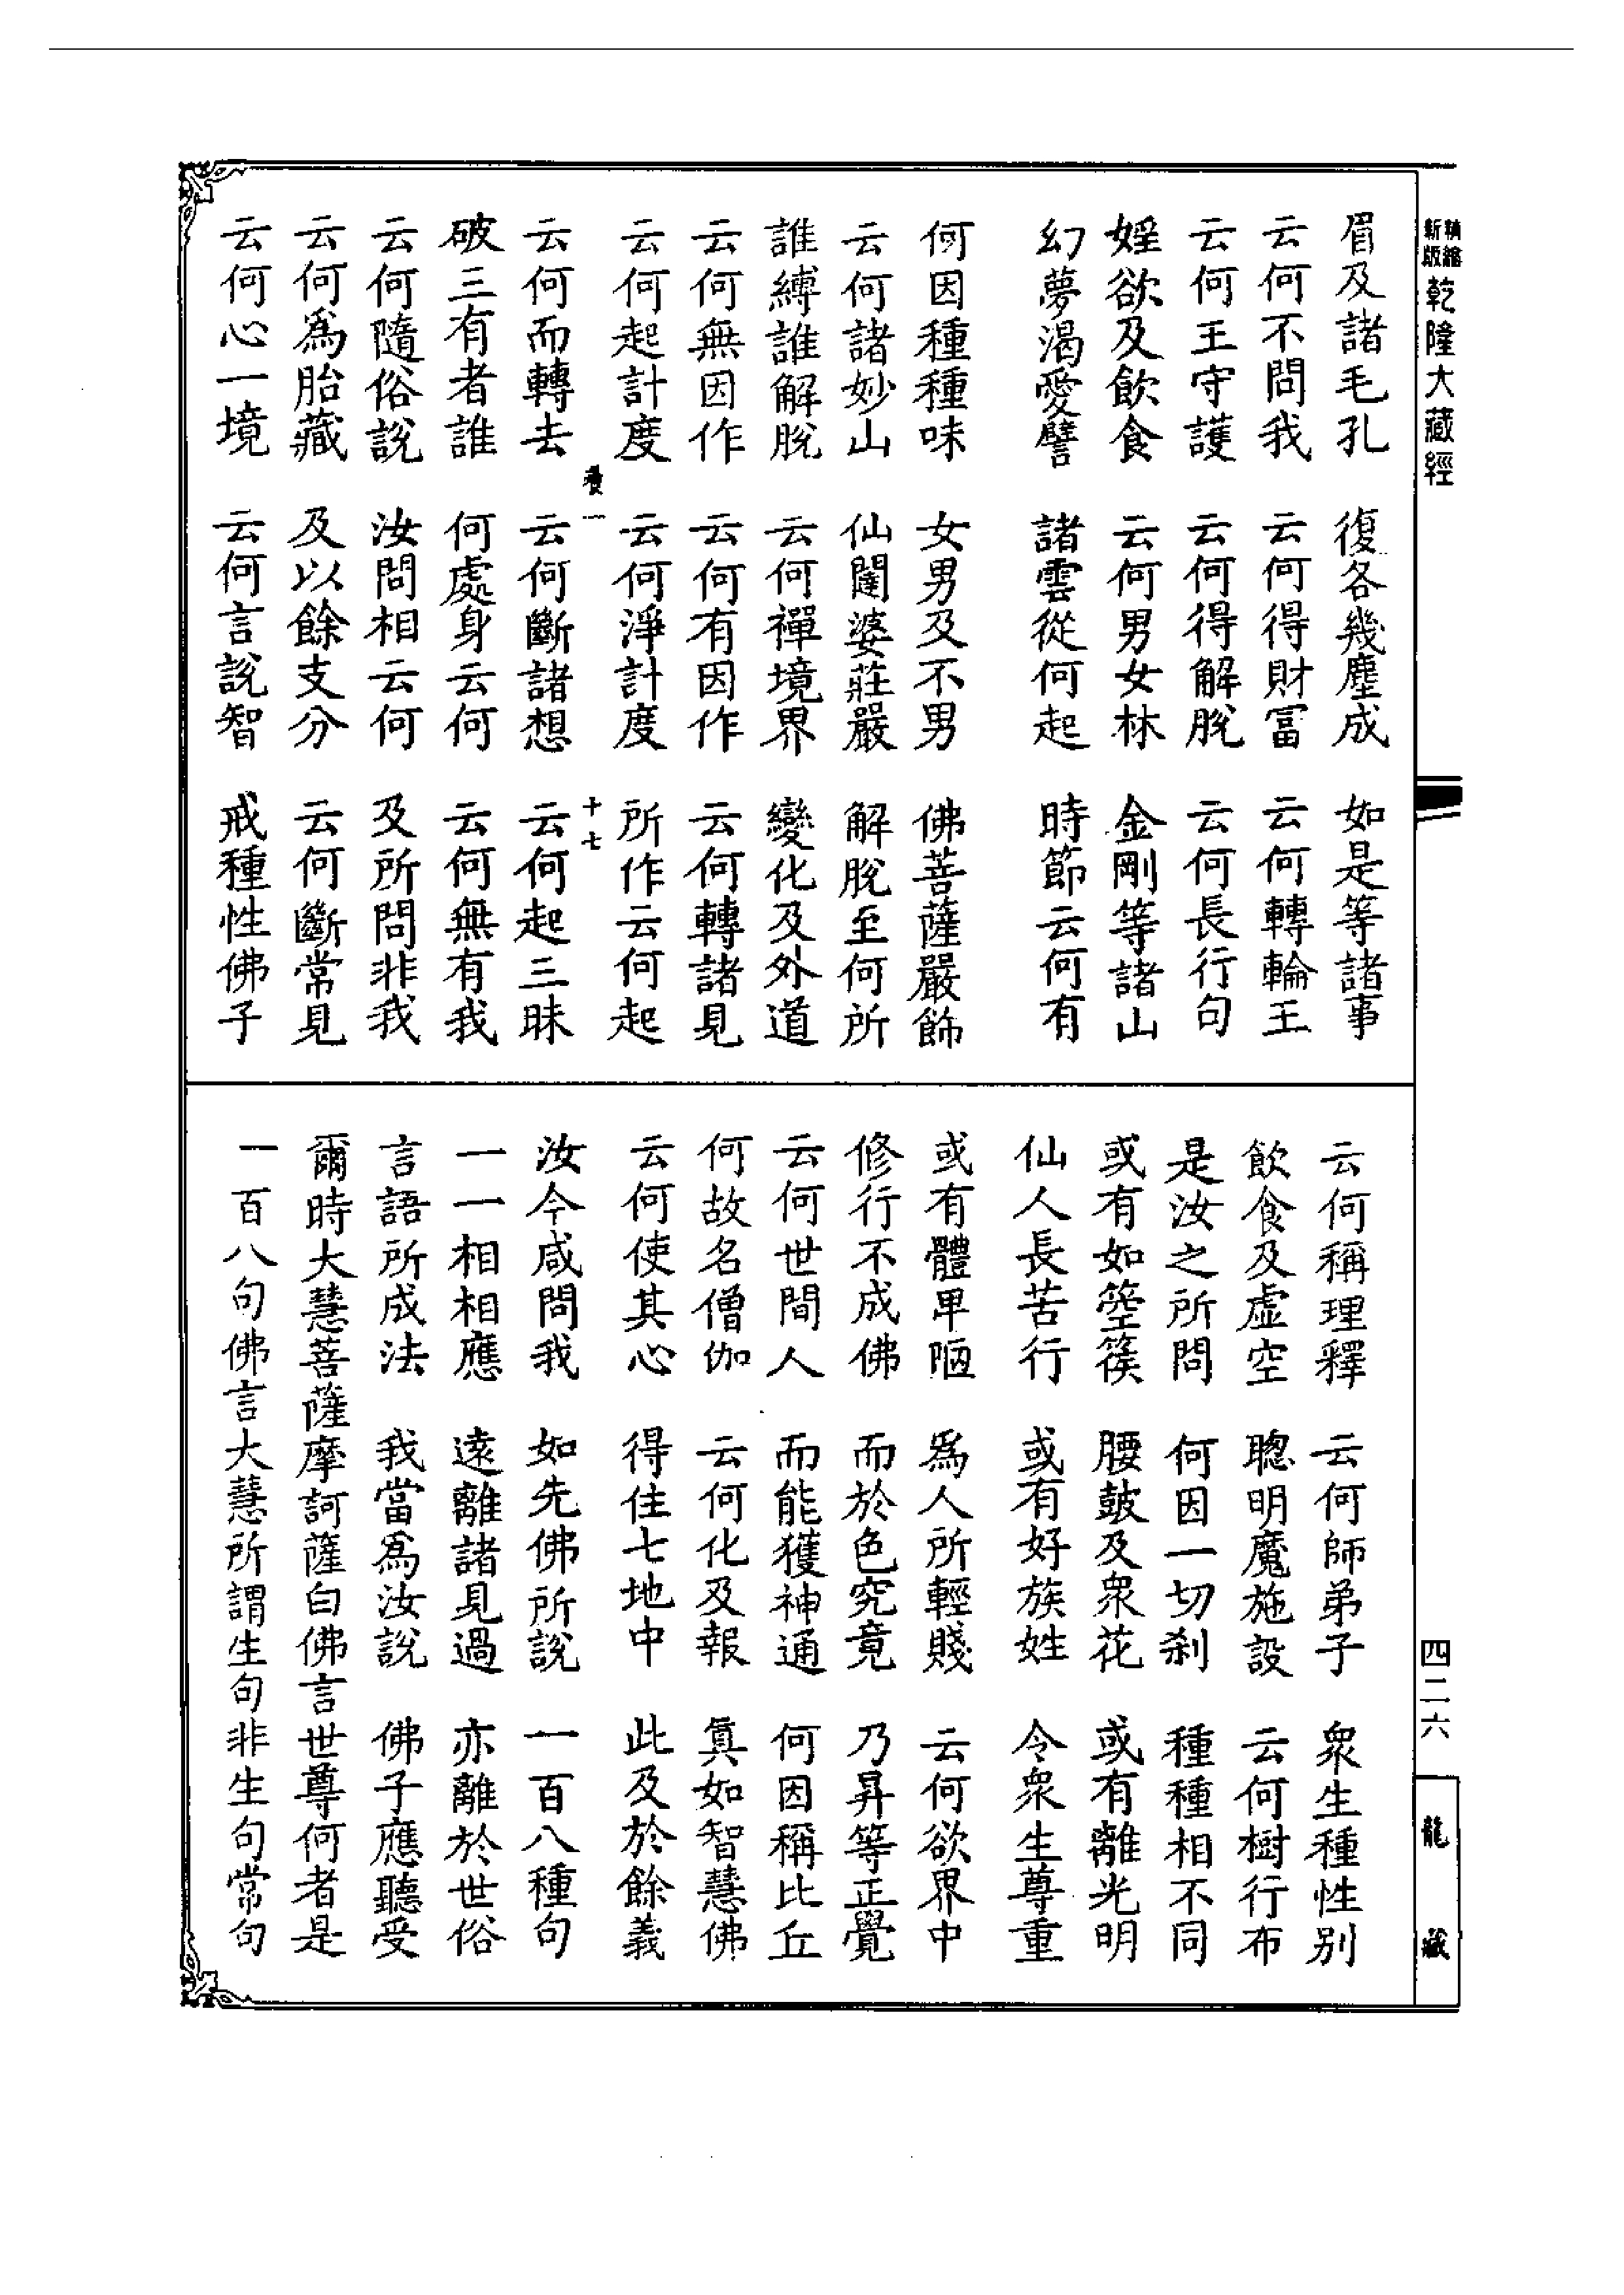 精縮新版乾隆大藏經
眉及諸毛孔　復各幾塵成　如是等諸事
云何不問我　云何得財富　云何轉輪王
云何王守護　云何得解脫　云何長行句
婬欲及飲食　云何男女林　金剛等諸山
幻夢渴愛譬　諸雲從何起　時節云何有
何因種種味　女男及不男　佛菩薩嚴飾
云何諸妙山　仙闥婆莊嚴　解脫至何所
誰縛誰解脫　云何禪境界　變化及外道
云何無因作　云何有因作　云何轉諸見
云何起計度　云何淨計度　所作云何起
養一　十七
云何而轉去　云何斷諸想　云何起三昧
破三有者誰　何處身云何　云何無有我
云何隨俗說　汝問相云何　及所問非我
云何為胎藏　及以餘支分　云何斷常見
云何心一境　云何言說智　戒種性佛子
云何稱理釋　云何師弟子　眾生種性別
飲食及虛空　聰明魔施設　云何樹行布
是汝之所問　何因一切剎　種種相不同
或有如箜篌　腰鼓及眾花　或有離光明
仙人長苦行　或有好族姓　令眾生尊重
或有體卑陋　為人所輕賤　云何欲界中
修行不成佛　而於色究竟　乃昇等正覺
云何世間人　而能獲神通　何因稱比丘
何故名僧伽　云何化及報　真如智慧佛
云何使其心　得住七地中　此及於餘義
汝今咸問我　如先佛所說　一百八種句
一一相相應　遠離諸見過　亦離於世俗
言語所成法　我當為汝說　佛子應聽受
爾時大慧菩薩摩訶薩白佛言世尊何者是
一百八句佛言大慧所謂生句非生句常句
四二六
龍藏